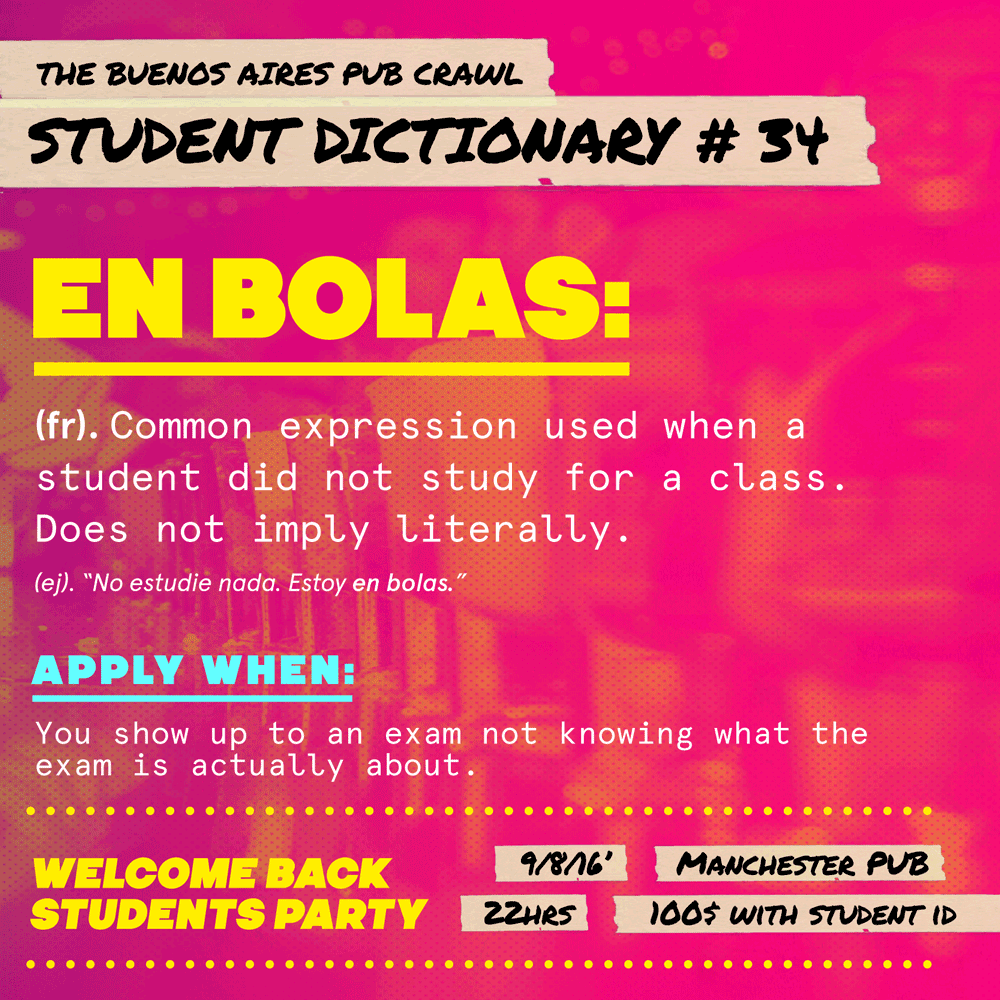 THE BUENOS AIRES PUB CRAWL
STUDENT DICTIONARY # 34
EN BOLAS:
(fr). Common expression used when a
student did not study for a class.
Does not imply literally.
(ej). “No estudie nada. Estoy en bolas.”
APPLY WHEN:
You show up to an exam not knowing what the
exam is actually about.
WELCOME BACK
STUDENTS PARTY
9/8/16’
MANCHESTER PUB
22HRS
100$ WITH STUDENT ID